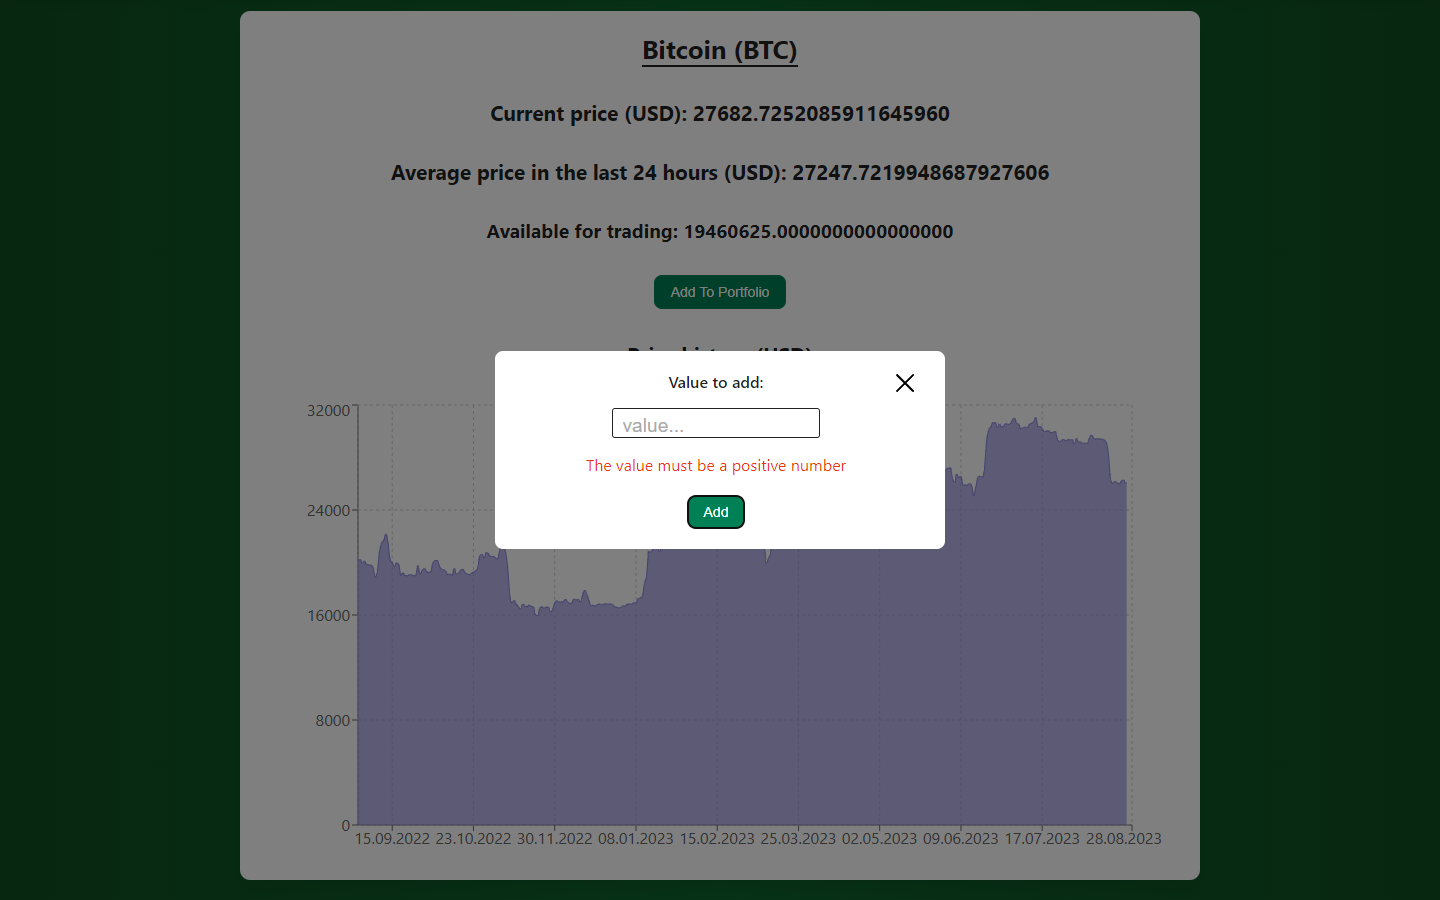 Bitcoin (BTC)
Current price (USD): 27682.7252085911645960
Average price in the last 24 hours (USD): 27247.7219948687927606
Available for trading: 19460625.0000000000000000
Add To Portfolio
Value to add:
value...
The value must be a positive number
Add
32000
24000
16000
8000
0
15.09.2022 23.10.2022 30.11.2022 08.01.2023 15.02.2023 25.03.2023 02.05.2023 09.06.2023 17.07.2023 28.08.2023